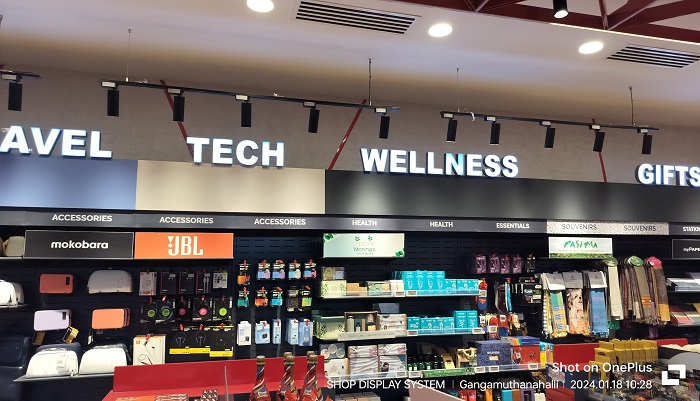 AVEL TECH WELLNESS GIFTS
ACCESSORIES ACCESSORIES ACCESSORIES HEALTH HEALTH ESSENTIALS SOUVENIRS SOUVENIRS
mokobara JBL Moringa PASHMA
Shot on OnePlus
SHOP DISPLAY SYSTEM | Gangamuthanahalli | 2024.01.18 10:28